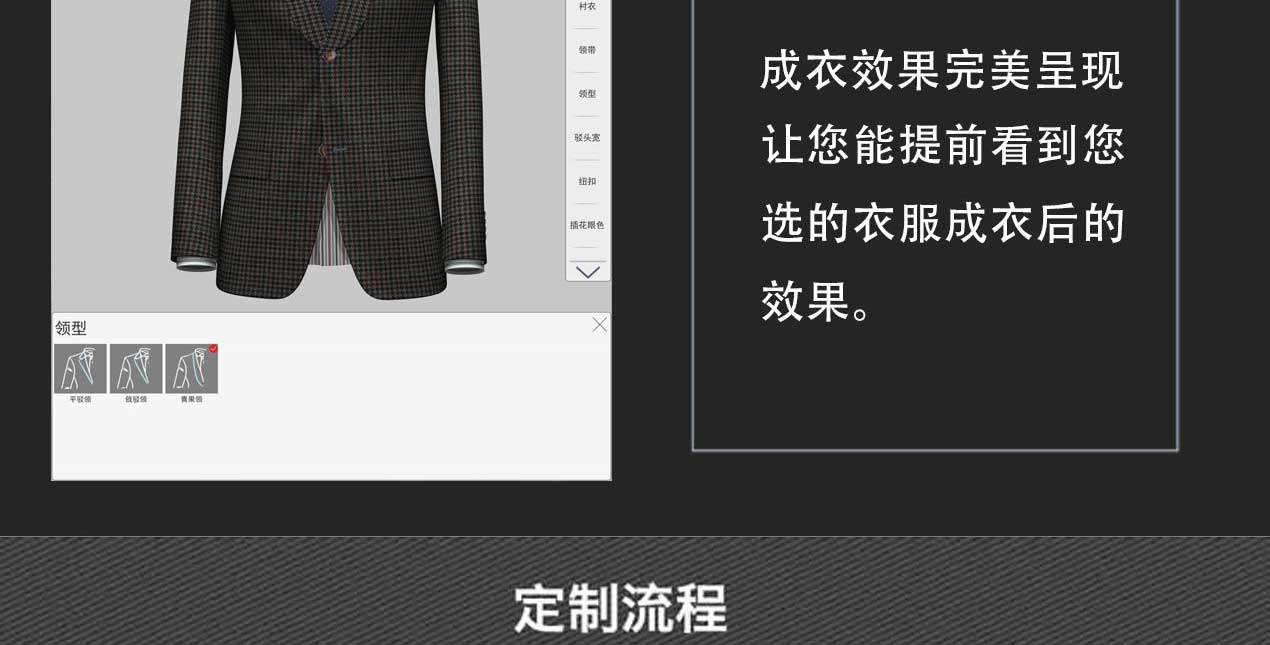 衬衣
领带
领型
驳头宽
纽扣
插花眼色
领型
平驳领
戗驳领
青果领
成衣效果完美呈现
让您能提前看到您
选的衣服成衣后的
效果。
定制流程